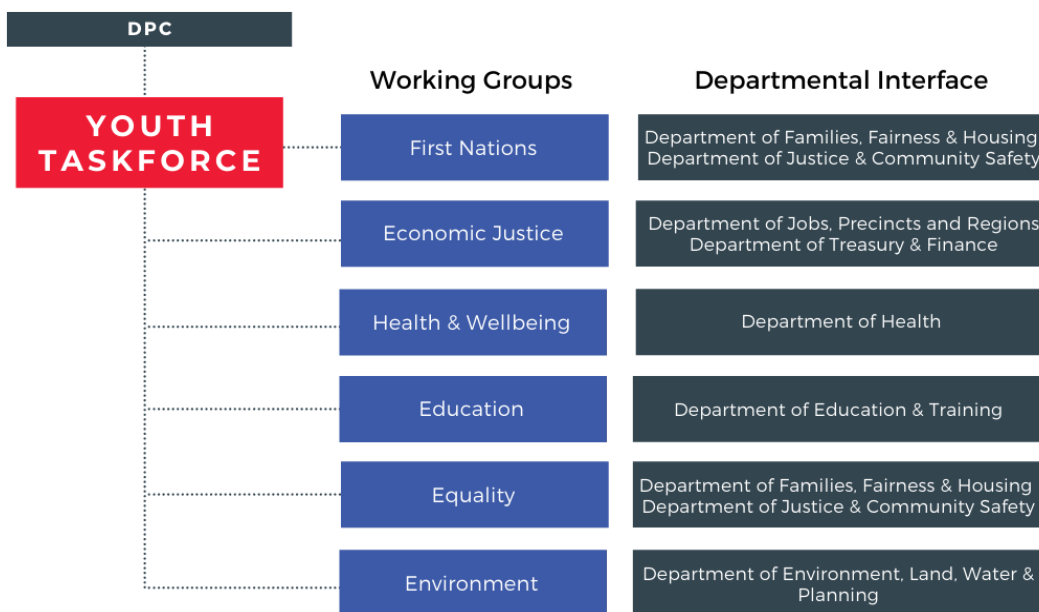 DPC
YOUTH
TASKFORCE
Working Groups
Departmental Interface
First Nations
Department of Families, Fairness & Housing
Department of Justice & Community Safety
Economic Justice
Department of Jobs, Precincts and Regions
Department of Treasury & Finance
Health & Wellbeing
Department of Health
Education
Department of Education & Training
Equality
Department of Families, Fairness & Housing
Department of Justice & Community Safety
Environment
Department of Environment, Land, Water &
Planning